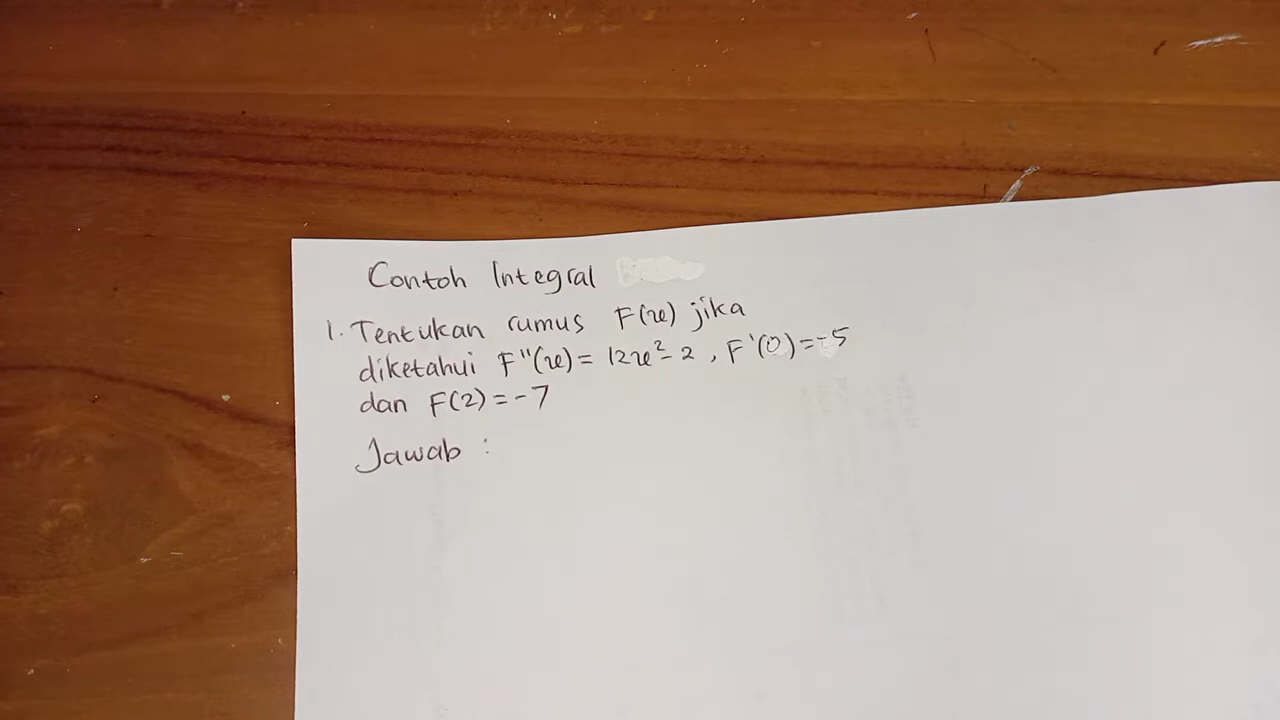 Contoh Integral
1. Tentukan rumus F(x) jika
diketahui F"(x) = 12x² - 2 , F'(0) = -5
dan F(2) = -7
Jawab :